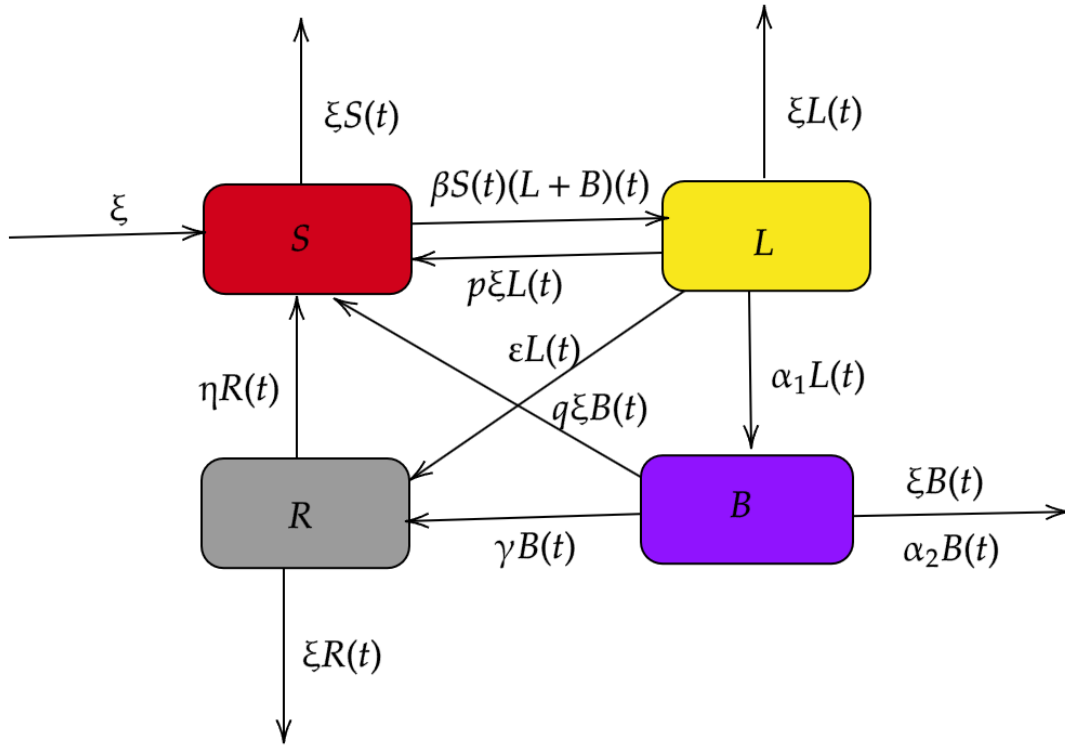 ξS(t)
ξL(t)
ξ
βS(t)(L + B)(t)
S
L
pξL(t)
εL(t)
ηR(t)
qξB(t)
α₁L(t)
R
B
ξB(t)
γB(t)
α₂B(t)
ξR(t)